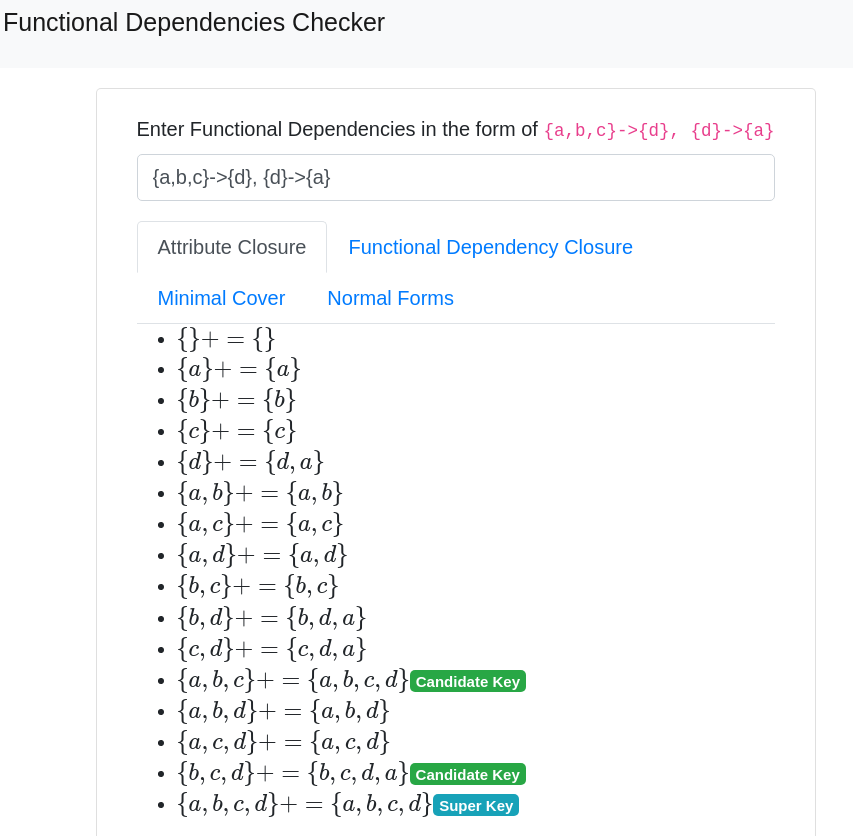 Functional Dependencies Checker
Enter Functional Dependencies in the form of {a,b,c}->{d}, {d}->{a}
{a,b,c}->{d}, {d}->{a}
Attribute Closure Functional Dependency Closure
Minimal Cover Normal Forms
• {}+ = {}
• {a}+ = {a}
• {b}+ = {b}
• {c}+ = {c}
• {d}+ = {d, a}
• {a, b}+ = {a, b}
• {a, c}+ = {a, c}
• {a, d}+ = {a, d}
• {b, c}+ = {b, c}
• {b, d}+ = {b, d, a}
• {c, d}+ = {c, d, a}
• {a, b, c}+ = {a, b, c, d} Candidate Key
• {a, b, d}+ = {a, b, d}
• {a, c, d}+ = {a, c, d}
• {b, c, d}+ = {b, c, d, a} Candidate Key
• {a, b, c, d}+ = {a, b, c, d} Super Key